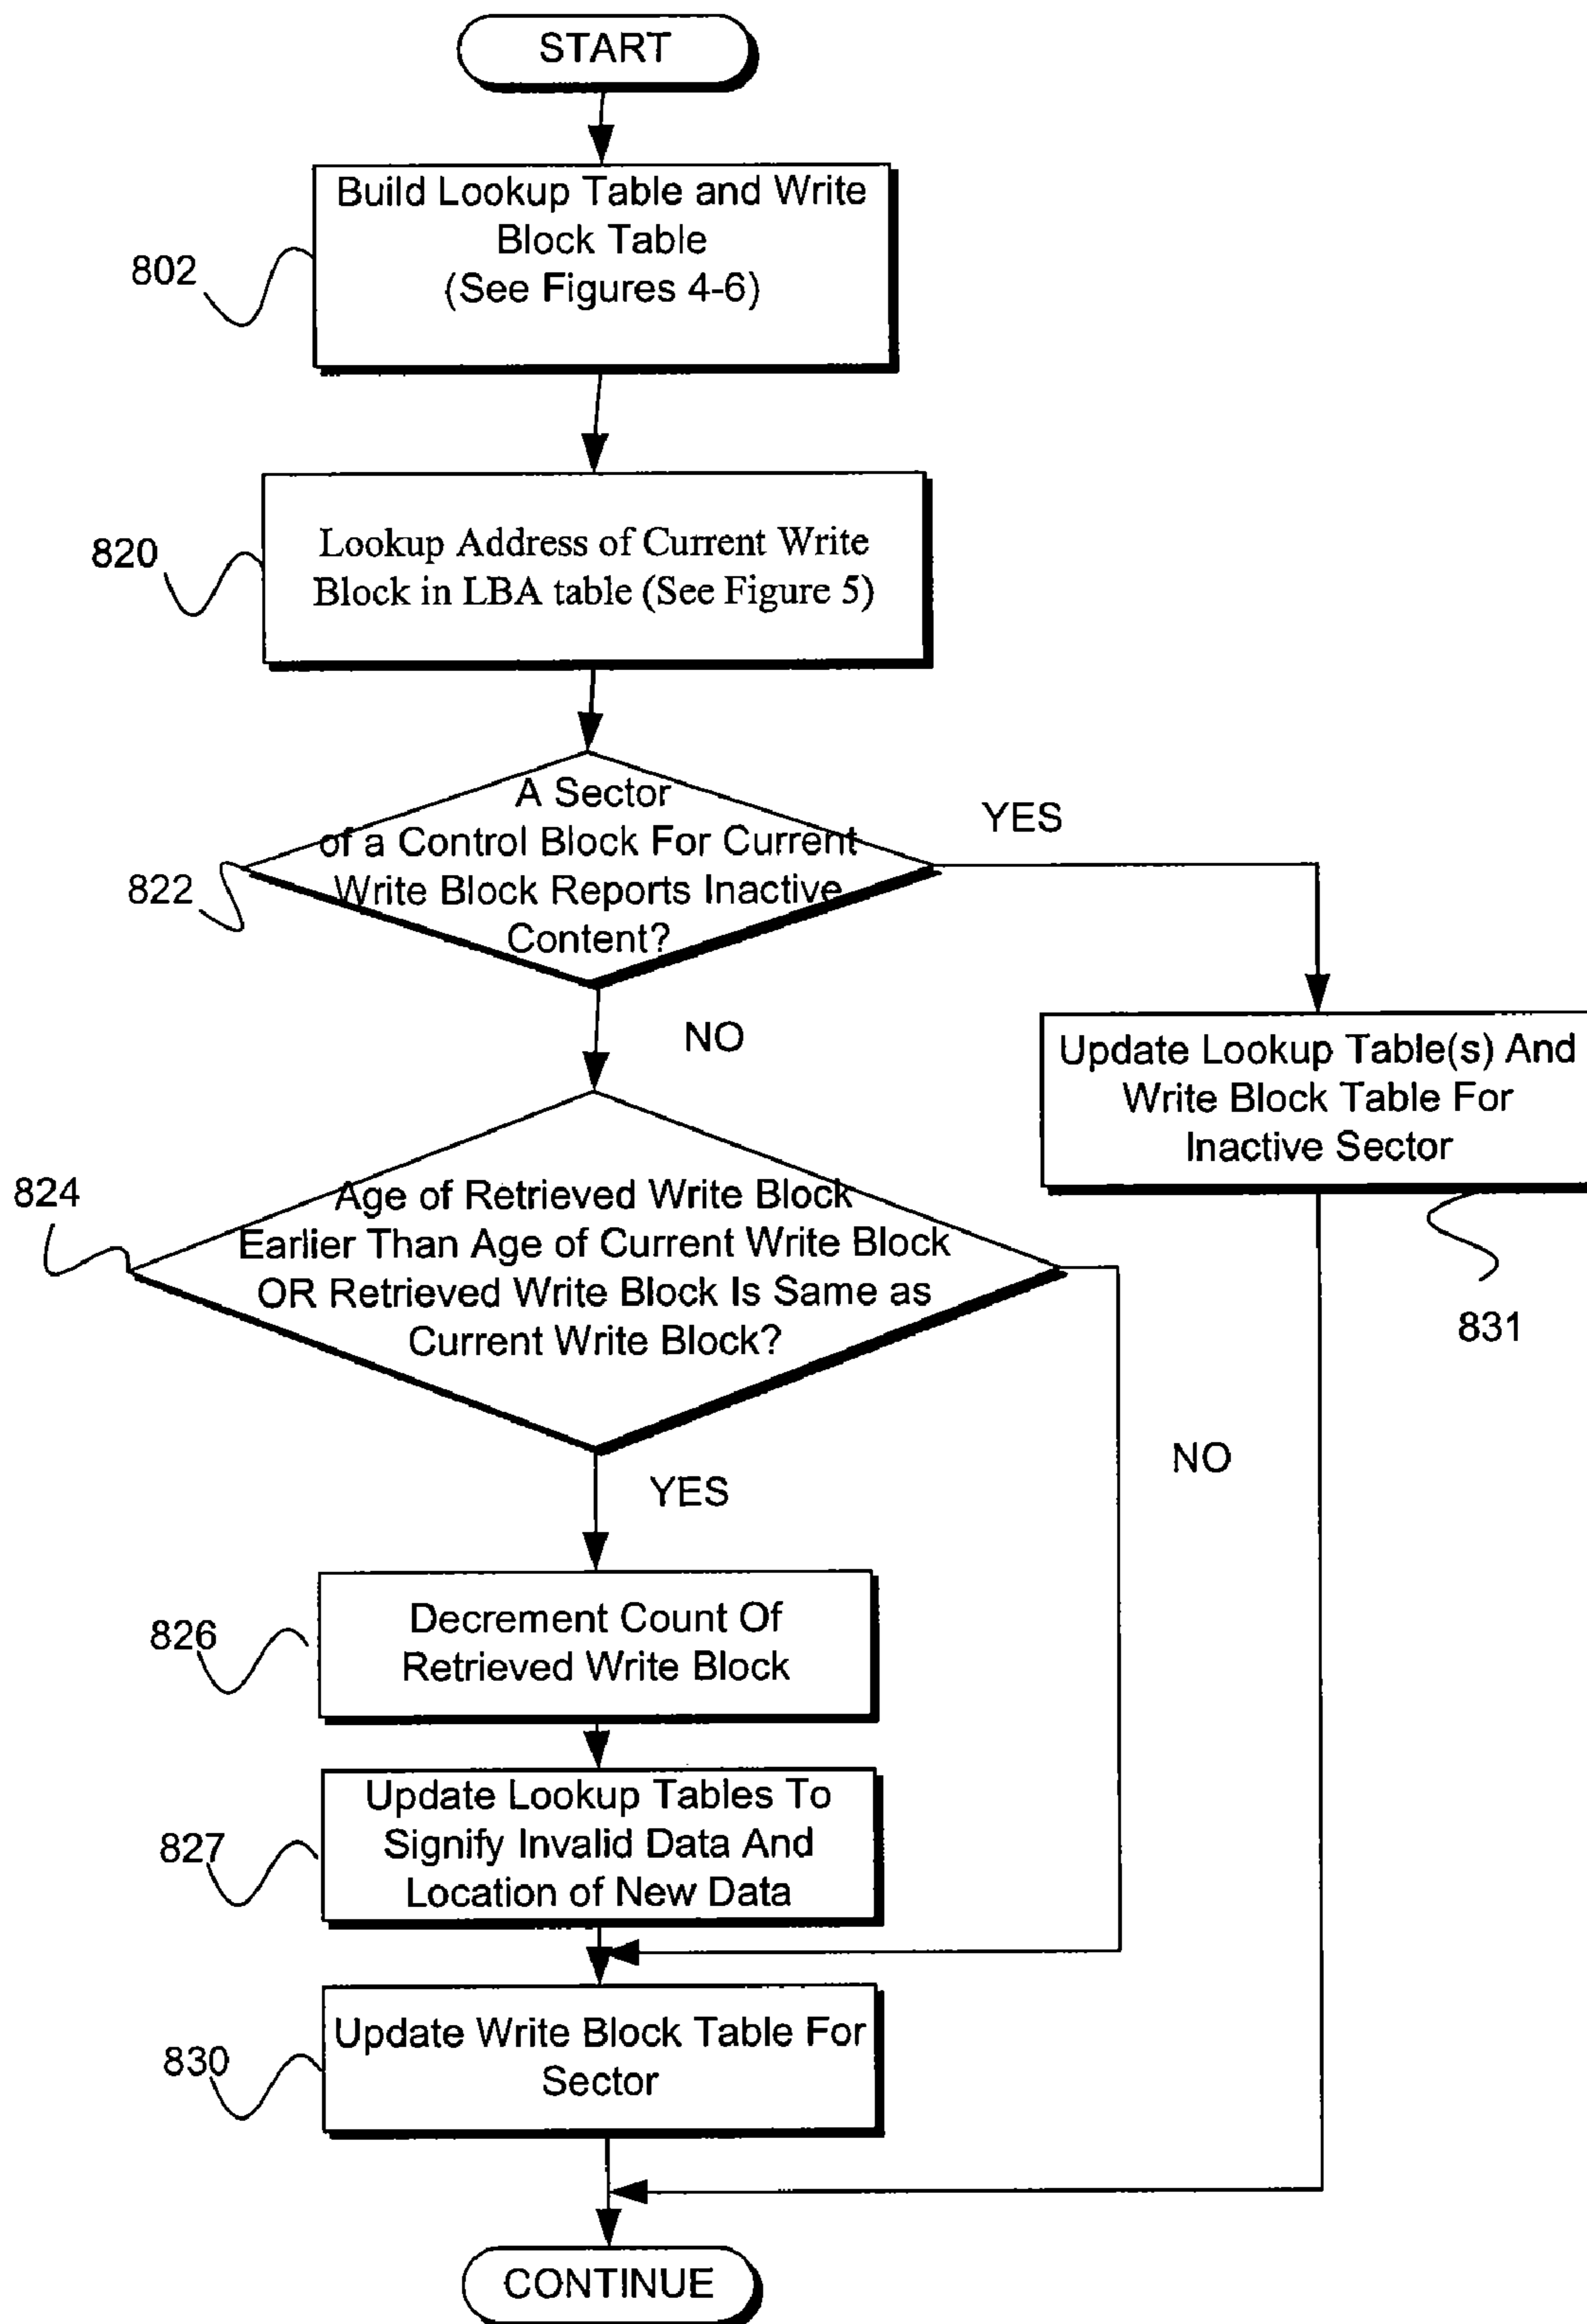 START
Build Lookup Table and Write
Block Table
(See Figures 4-6)
802
Lookup Address of Current Write
Block in LBA table (See Figure 5)
820
A Sector
of a Control Block For Current
Write Block Reports Inactive
Content?
822
YES
NO
Update Lookup Table(s) And
Write Block Table For
Inactive Sector
831
824
Age of Retrieved Write Block
Earlier Than Age of Current Write Block
OR Retrieved Write Block Is Same as
Current Write Block?
NO
YES
Decrement Count Of
Retrieved Write Block
826
Update Lookup Tables To
Signify Invalid Data And
Location of New Data
827
Update Write Block Table For
Sector
830
CONTINUE